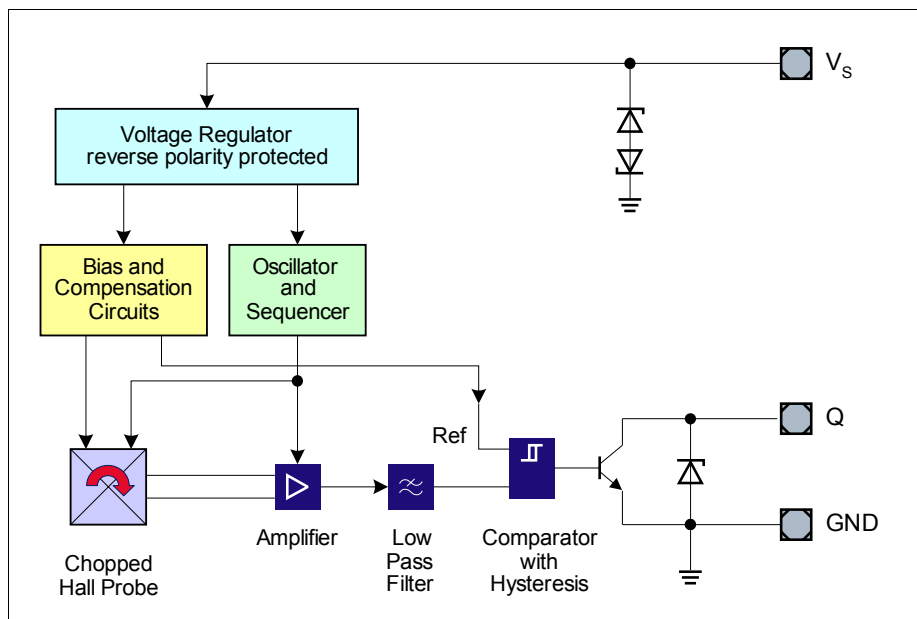 V_S
Voltage Regulator
reverse polarity protected
Bias and
Compensation
Circuits
Oscillator
and
Sequencer
Ref
Q
GND
Amplifier
Low
Pass
Filter
Comparator
with
Hysteresis
Chopped
Hall Probe